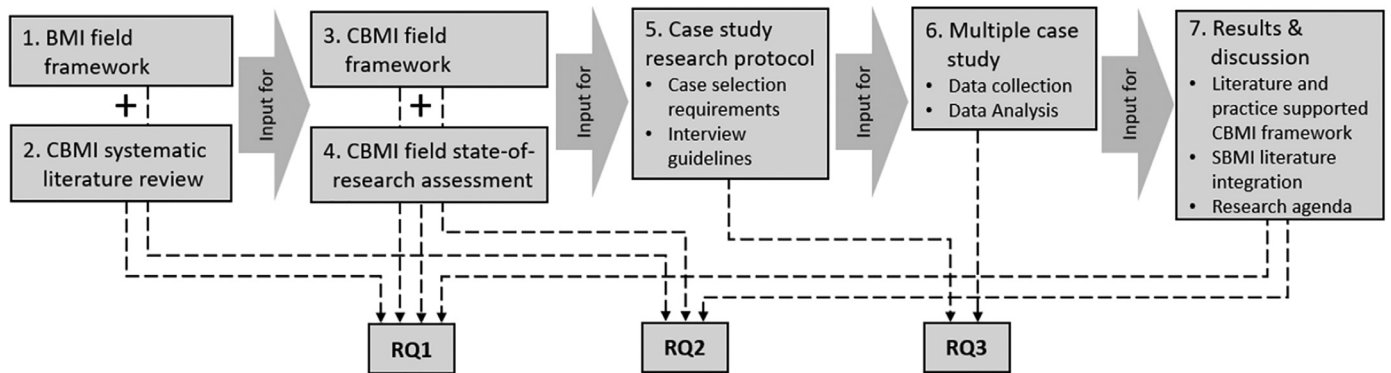 1. BMI field
framework
+
2. CBMI systematic
literature review
Input for
3. CBMI field
framework
+
4. CBMI field state-of-
research assessment
Input for
5. Case study
research protocol
• Case selection
requirements
• Interview
guidelines
Input for
6. Multiple case
study
• Data collection
• Data Analysis
Input for
7. Results &
discussion
• Literature and
practice supported
CBMI framework
• SBMI literature
integration
• Research agenda
RQ1
RQ2
RQ3